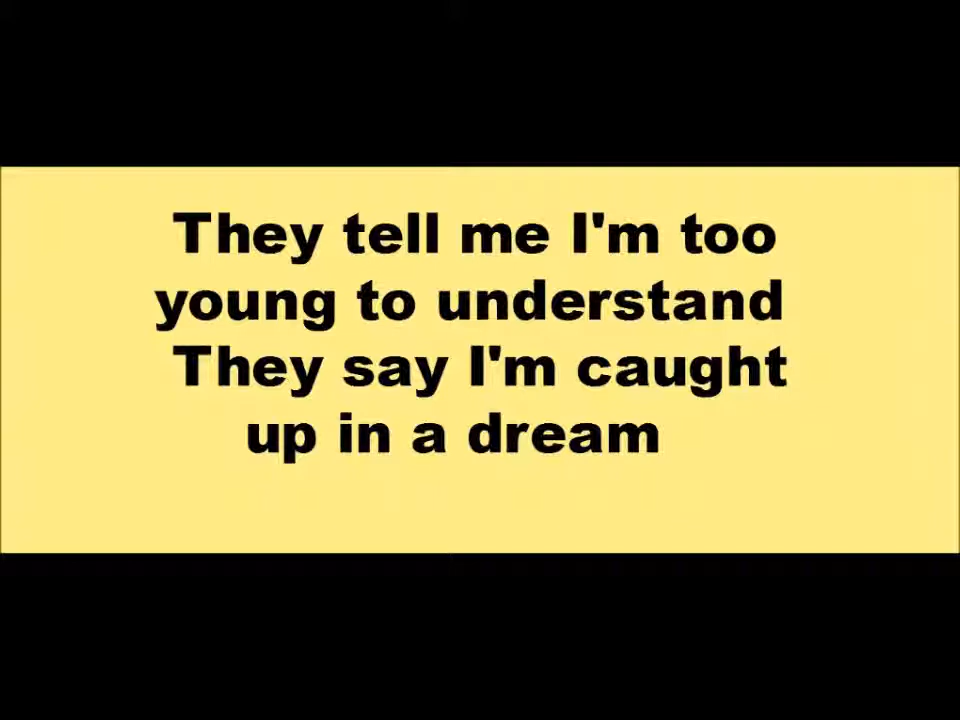 They tell me I'm too
young to understand
They say I'm caught
up in a dream